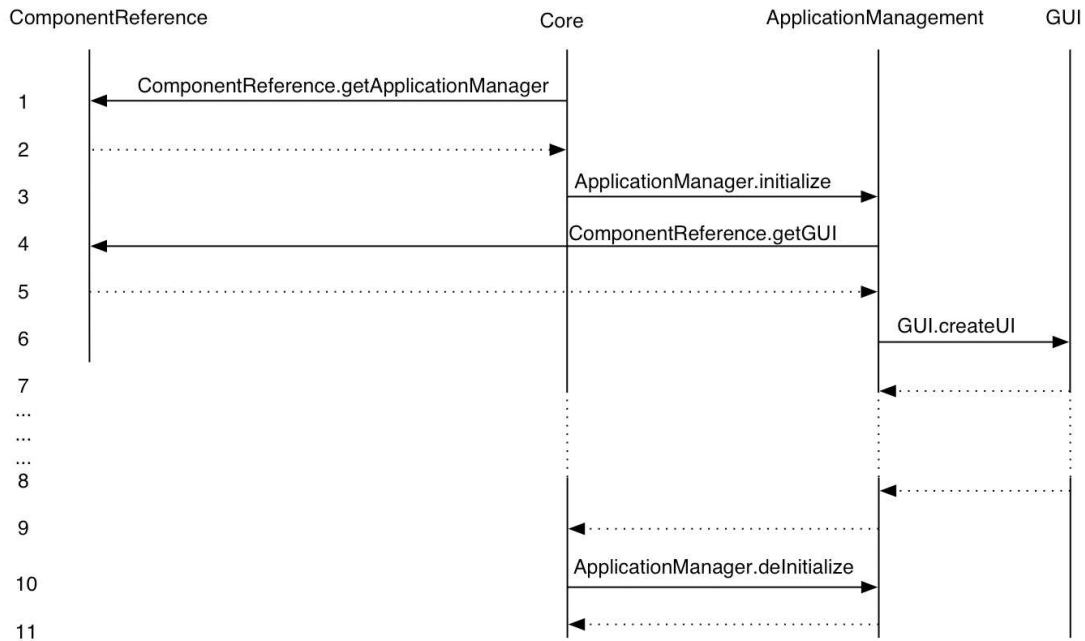 ComponentReference Core ApplicationManagement GUI
1 ComponentReference.getApplicationManager
2
3 ApplicationManager.initialize
4 ComponentReference.getGUI
5
6 GUI.createUI
7
...
...
...
8
9
10 ApplicationManager.deInitialize
11